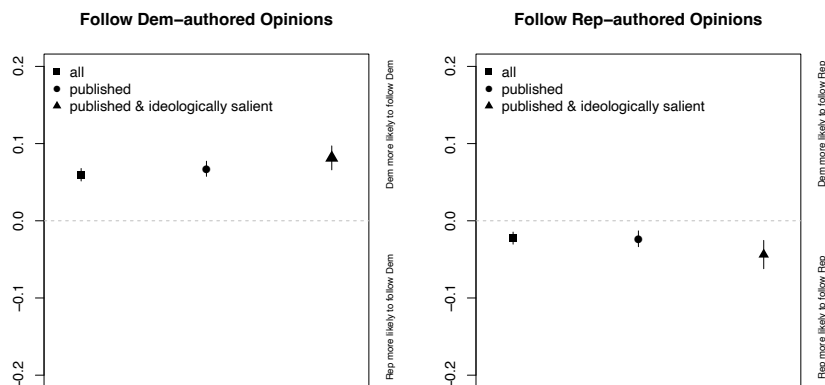 Follow Dem−authored Opinions
0.2
0.1
0.0
−0.1
−0.2
all
published
published & ideologically salient
Dem more likely to follow Dem
Rep more likely to follow Dem
Follow Rep−authored Opinions
0.2
0.1
0.0
−0.1
−0.2
all
published
published & ideologically salient
Dem more likely to follow Rep
Rep more likely to follow Rep